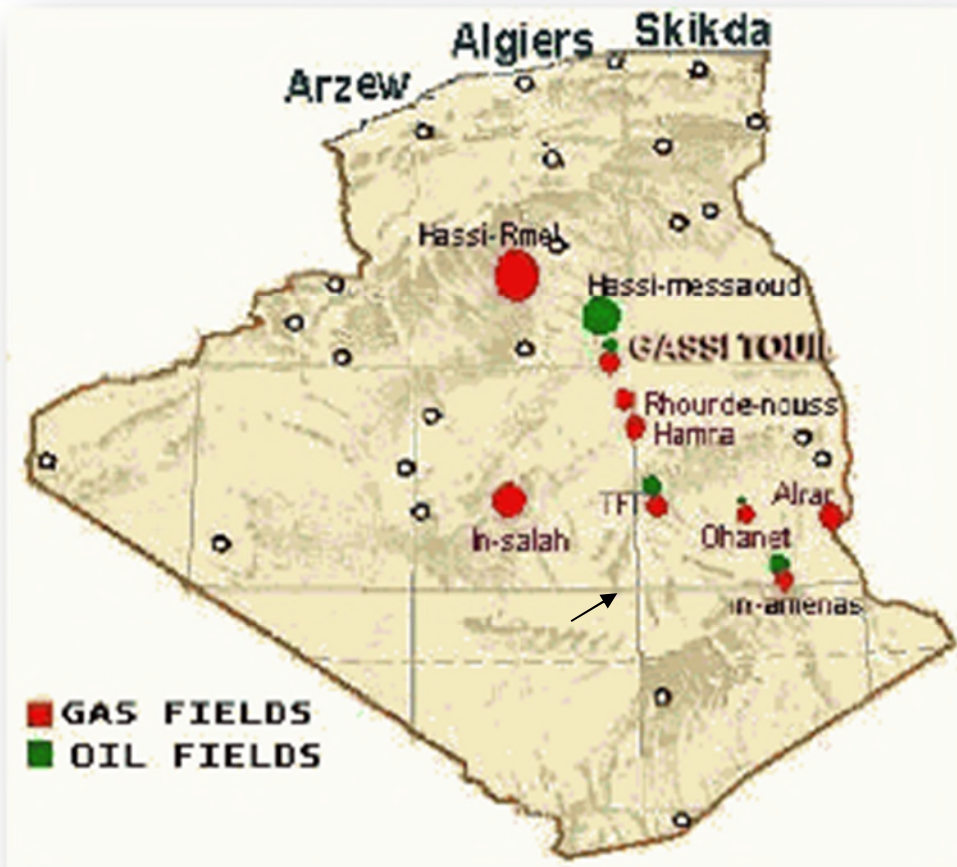 Skikda
Algiers
Arzew
Hassi-Rmel
Hassi-messaoud
GASSI TOUIL
Rhourde-nouss
Hamra
TFT
Alrar
Ohanet
In-salah
In-amenas
GAS FIELDS
OIL FIELDS